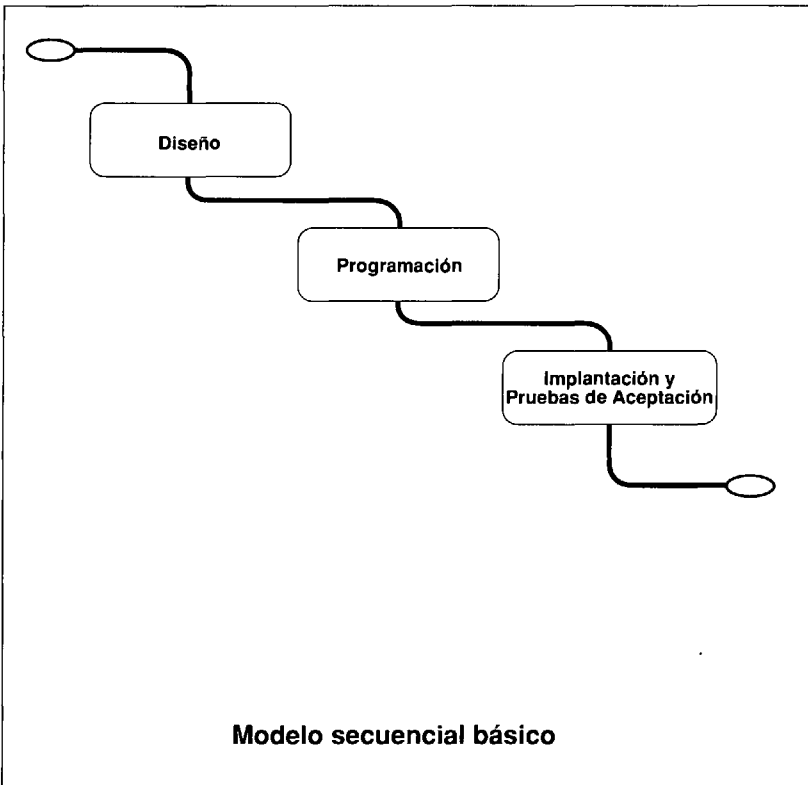 Diseño
Programación
Implantación y
Pruebas de Aceptación
Modelo secuencial básico